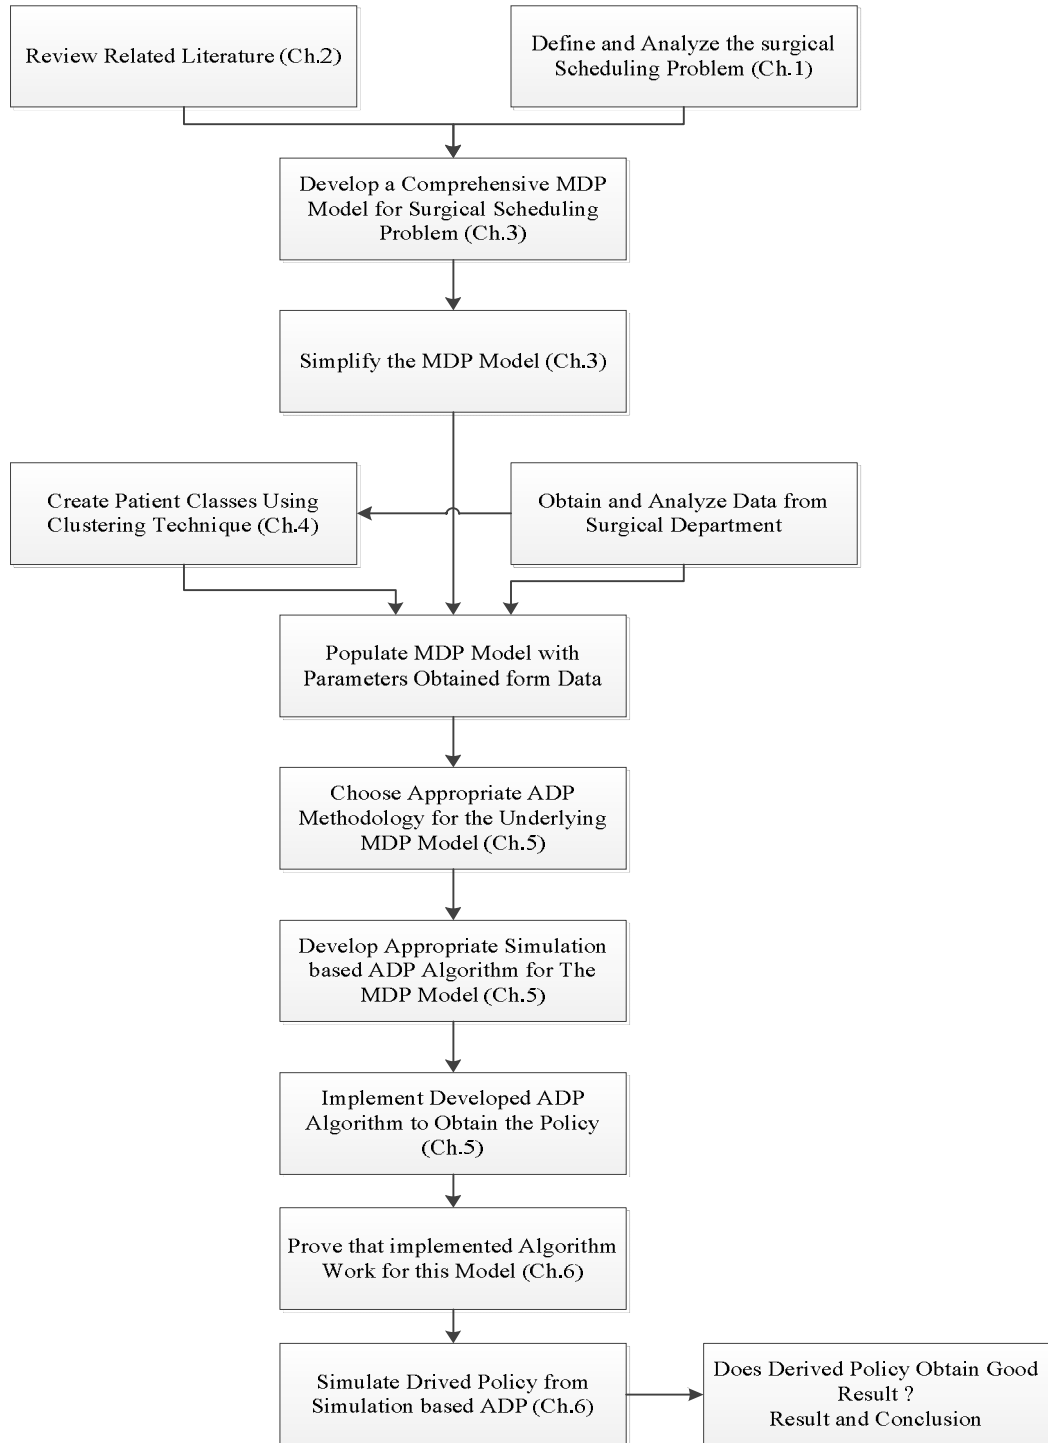 Review Related Literature (Ch.2)
Define and Analyze the surgical
Scheduling Problem (Ch.1)
Develop a Comprehensive MDP
Model for Surgical Scheduling
Problem (Ch.3)
Simplify the MDP Model (Ch.3)
Create Patient Classes Using
Clustering Technique (Ch.4)
Obtain and Analyze Data from
Surgical Department
Populate MDP Model with
Parameters Obtained form Data
Choose Appropriate ADP
Methodology for the Underlying
MDP Model (Ch.5)
Develop Appropriate Simulation
based ADP Algorithm for The
MDP Model (Ch.5)
Implement Developed ADP
Algorithm to Obtain the Policy
(Ch.5)
Prove that implemented Algorithm
Work for this Model (Ch.6)
Simulate Drived Policy from
Simulation based ADP (Ch.6)
Does Derived Policy Obtain Good
Result ?
Result and Conclusion